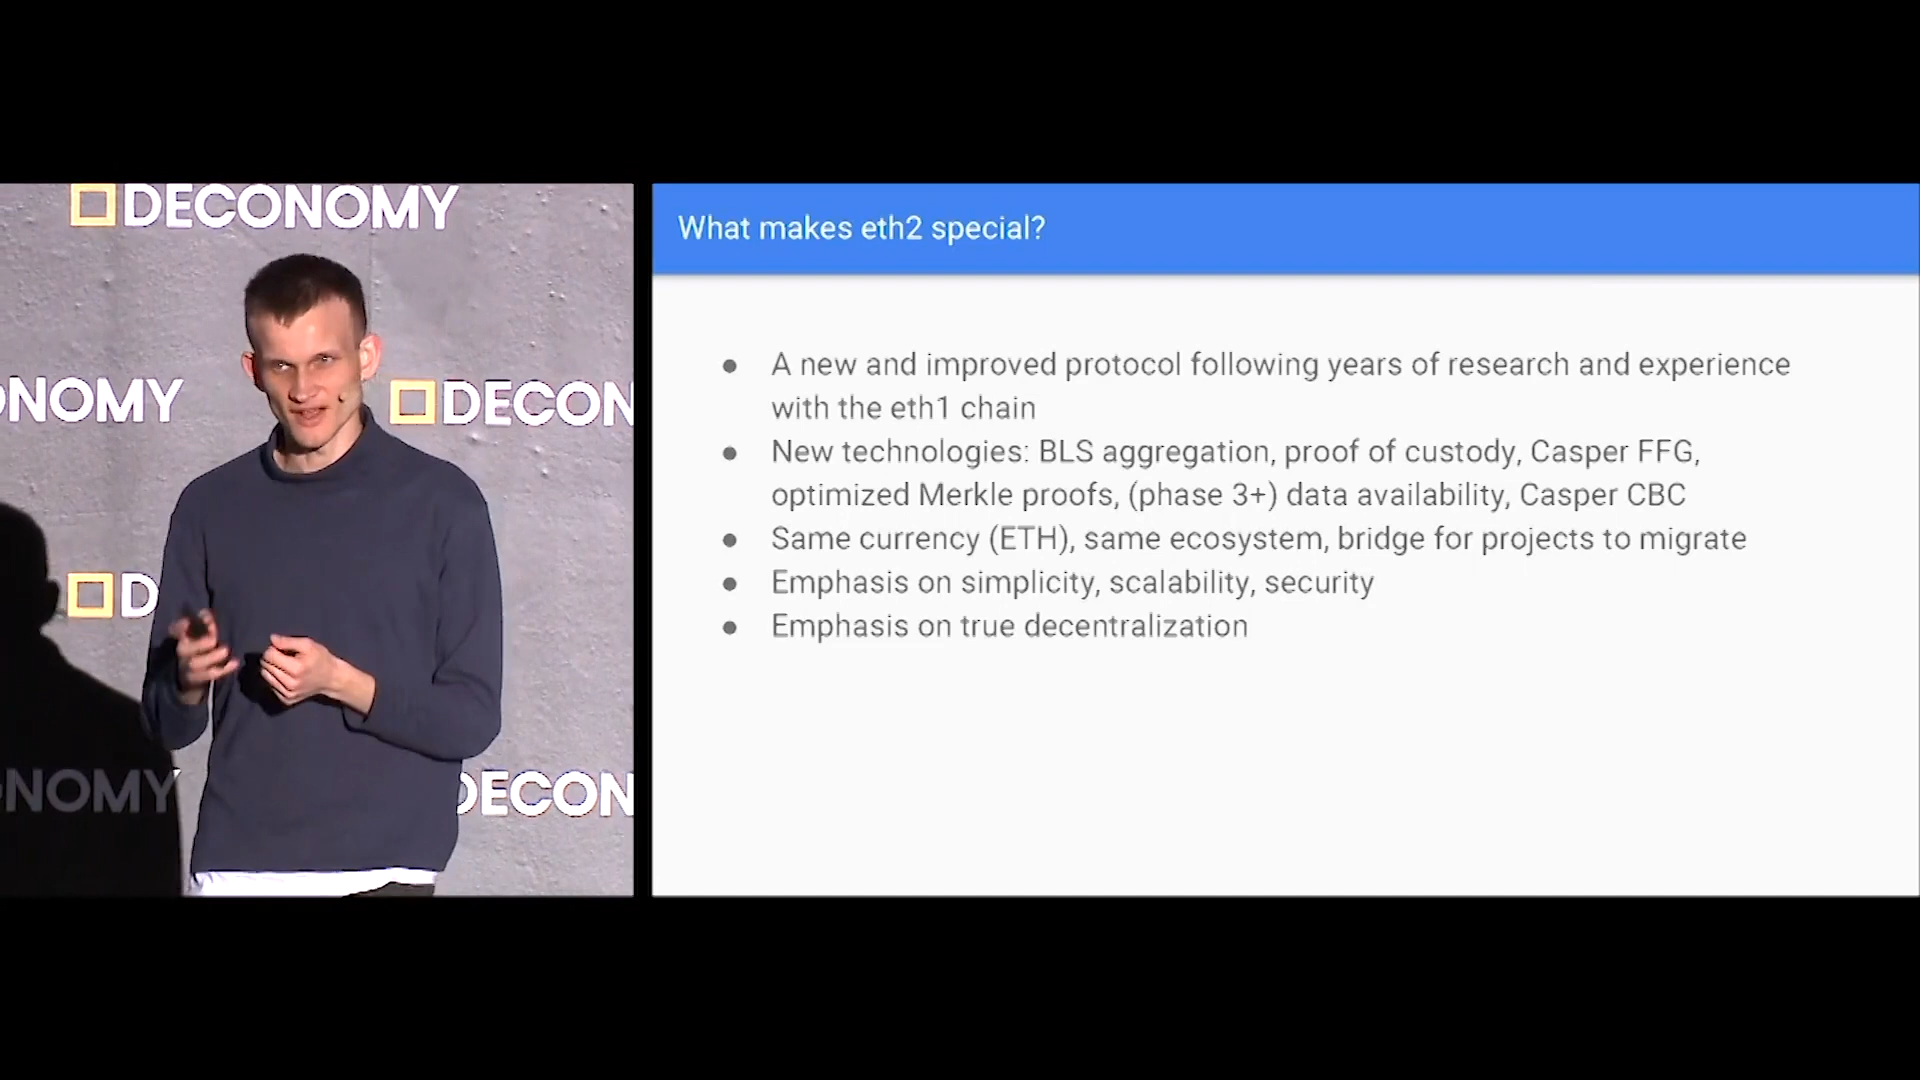 DECONOMY
ONOMY
DECON
D
ONOMY
DECON
What makes eth2 special?
● A new and improved protocol following years of research and experience
with the eth1 chain
● New technologies: BLS aggregation, proof of custody, Casper FFG,
optimized Merkle proofs, (phase 3+) data availability, Casper CBC
● Same currency (ETH), same ecosystem, bridge for projects to migrate
● Emphasis on simplicity, scalability, security
● Emphasis on true decentralization